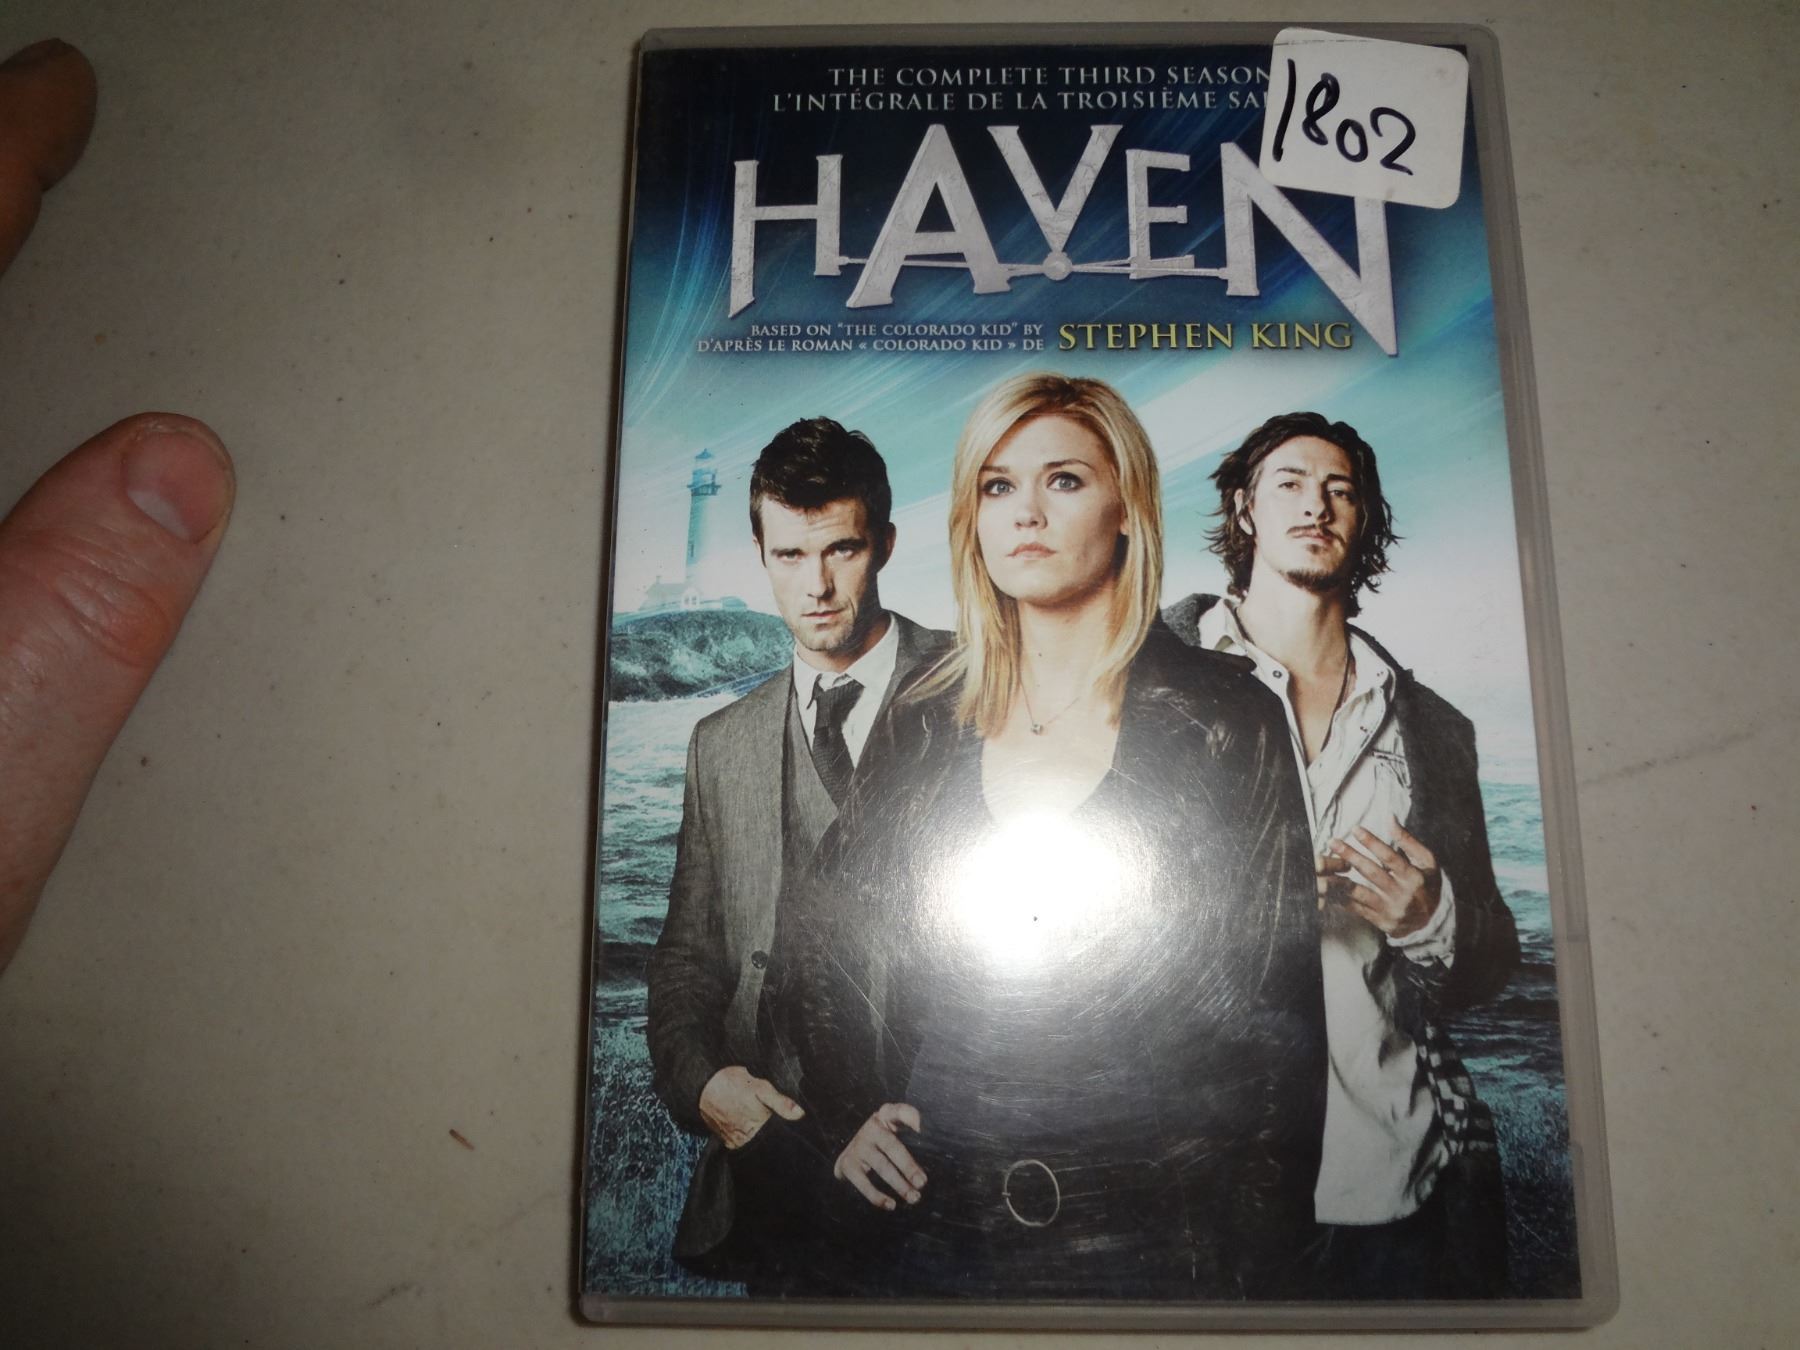 THE COMPLETE THIRD SEASON
L'INTÉGRALE DE LA TROISIÈME
1802
HAVEN
BASED ON "THE COLORADO KID" BY
D'APRÈS LE ROMAN « COLORADO KID » DE
STEPHEN KING